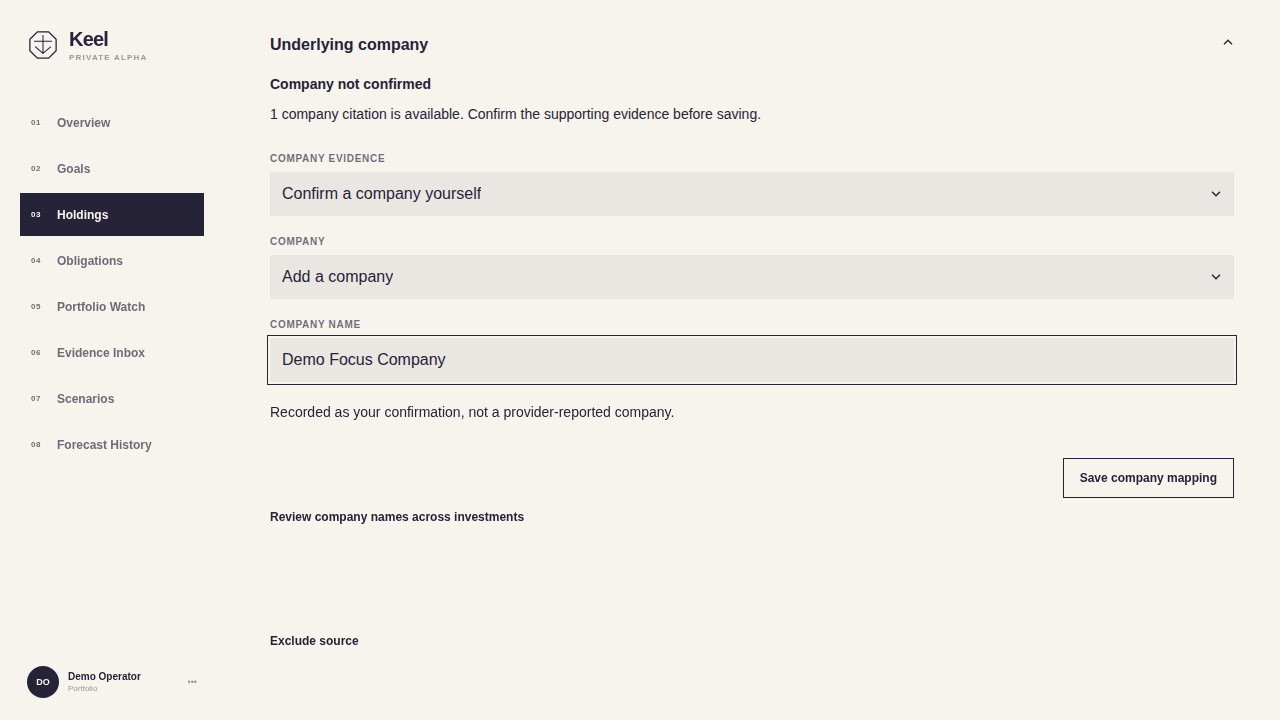 Keel
PRIVATE ALPHA
01 Overview
02 Goals
03 Holdings
04 Obligations
05 Portfolio Watch
06 Evidence Inbox
07 Scenarios
08 Forecast History
DO
Demo Operator
Portfolio
Underlying company
Company not confirmed
1 company citation is available. Confirm the supporting evidence before saving.
COMPANY EVIDENCE
Confirm a company yourself
COMPANY
Add a company
COMPANY NAME
Demo Focus Company
Recorded as your confirmation, not a provider-reported company.
Save company mapping
Review company names across investments
Exclude source